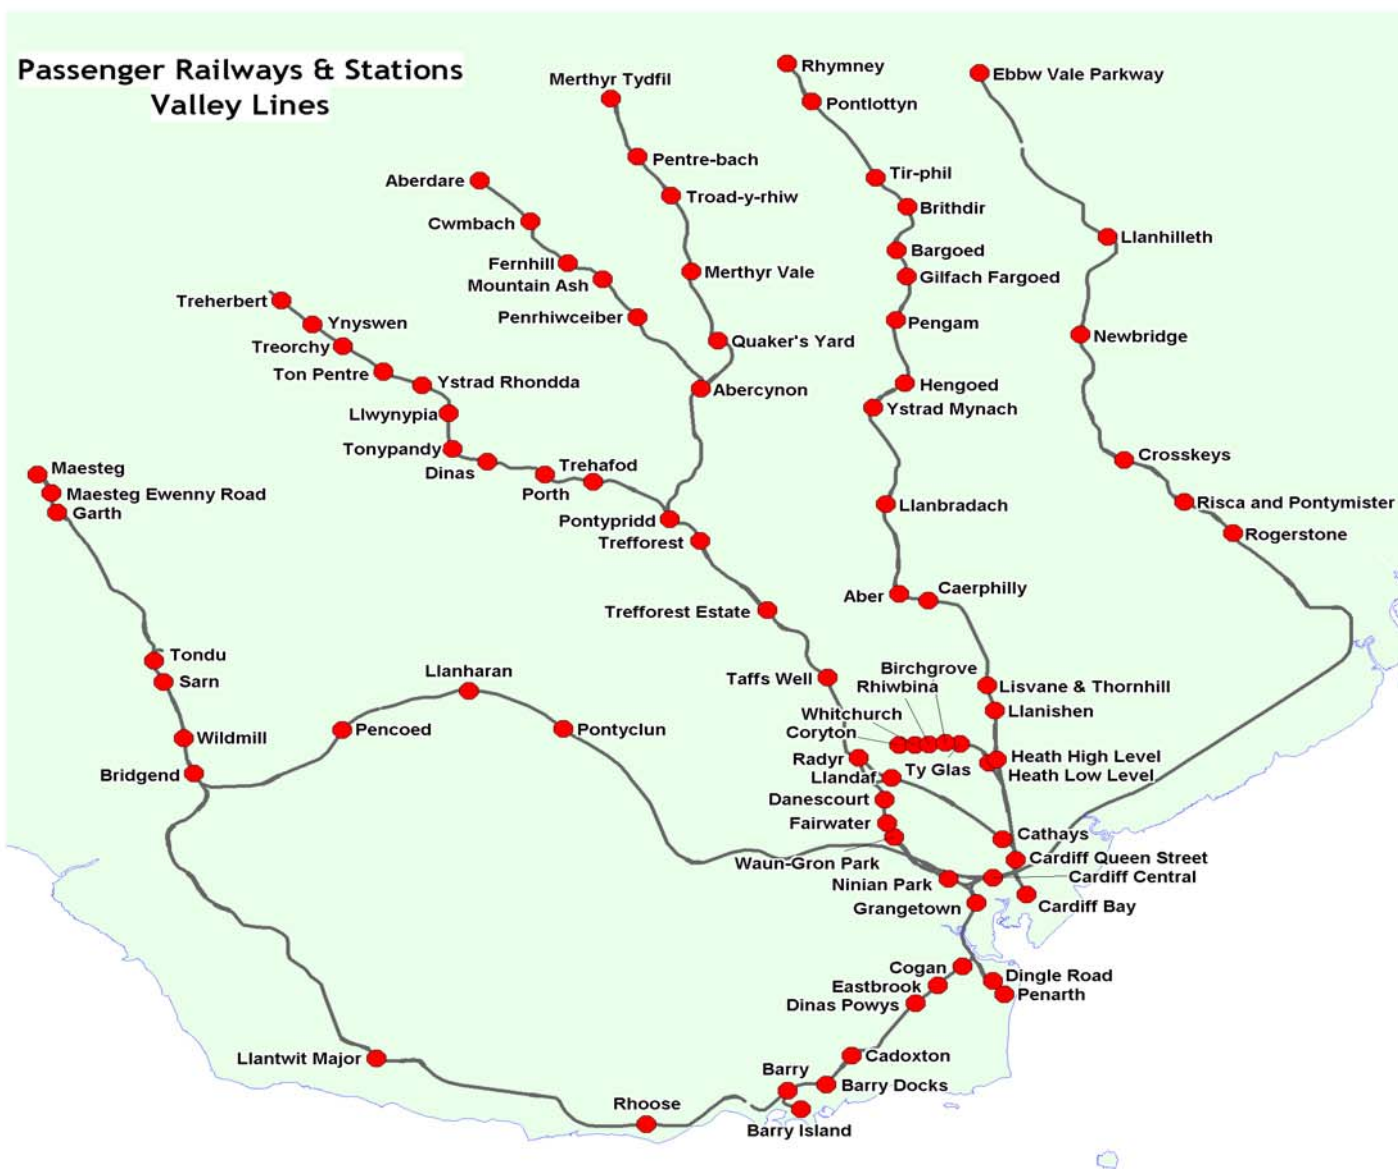 Passenger Railways & Stations
Valley Lines
Merthyr Tydfil
Rhymney
Ebbw Vale Parkway
Pontlottyn
Pentre-bach
Tir-phil
Aberdare
Troad-y-rhiw
Brithdir
Cwmbach
Llanhilleth
Bargoed
Fernhill
Merthyr Vale
Gilfach Fargoed
Mountain Ash
Treherbert
Ynyswen
Penrhiwceiber
Pengam
Quaker's Yard
Newbridge
Treorchy
Ton Pentre
Ystrad Rhondda
Abercynon
Hengoed
Ystrad Mynach
Llwynypia
Tonypandy
Crosskeys
Maesteg
Dinas
Trehafod
Maesteg Ewenny Road
Porth
Risca and Pontymister
Garth
Llanbradach
Pontypridd
Trefforest
Rogerstone
Caerphilly
Aber
Trefforest Estate
Tondu
Llanharan
Birchgrove
Taffs Well
Sarn
Rhiwbina
Lisvane & Thornhill
Whitchurch
Llanishen
Pencoed
Pontyclun
Coryton
Wildmill
Radyr
Heath High Level
Ty Glas
Bridgend
Llandaf
Heath Low Level
Danescourt
Fairwater
Cathays
Waun-Gron Park
Cardiff Queen Street
Cardiff Central
Ninian Park
Grangetown
Cardiff Bay
Cogan
Dingle Road
Eastbrook
Penarth
Dinas Powys
Llantwit Major
Cadoxton
Barry
Barry Docks
Rhoose
Barry Island